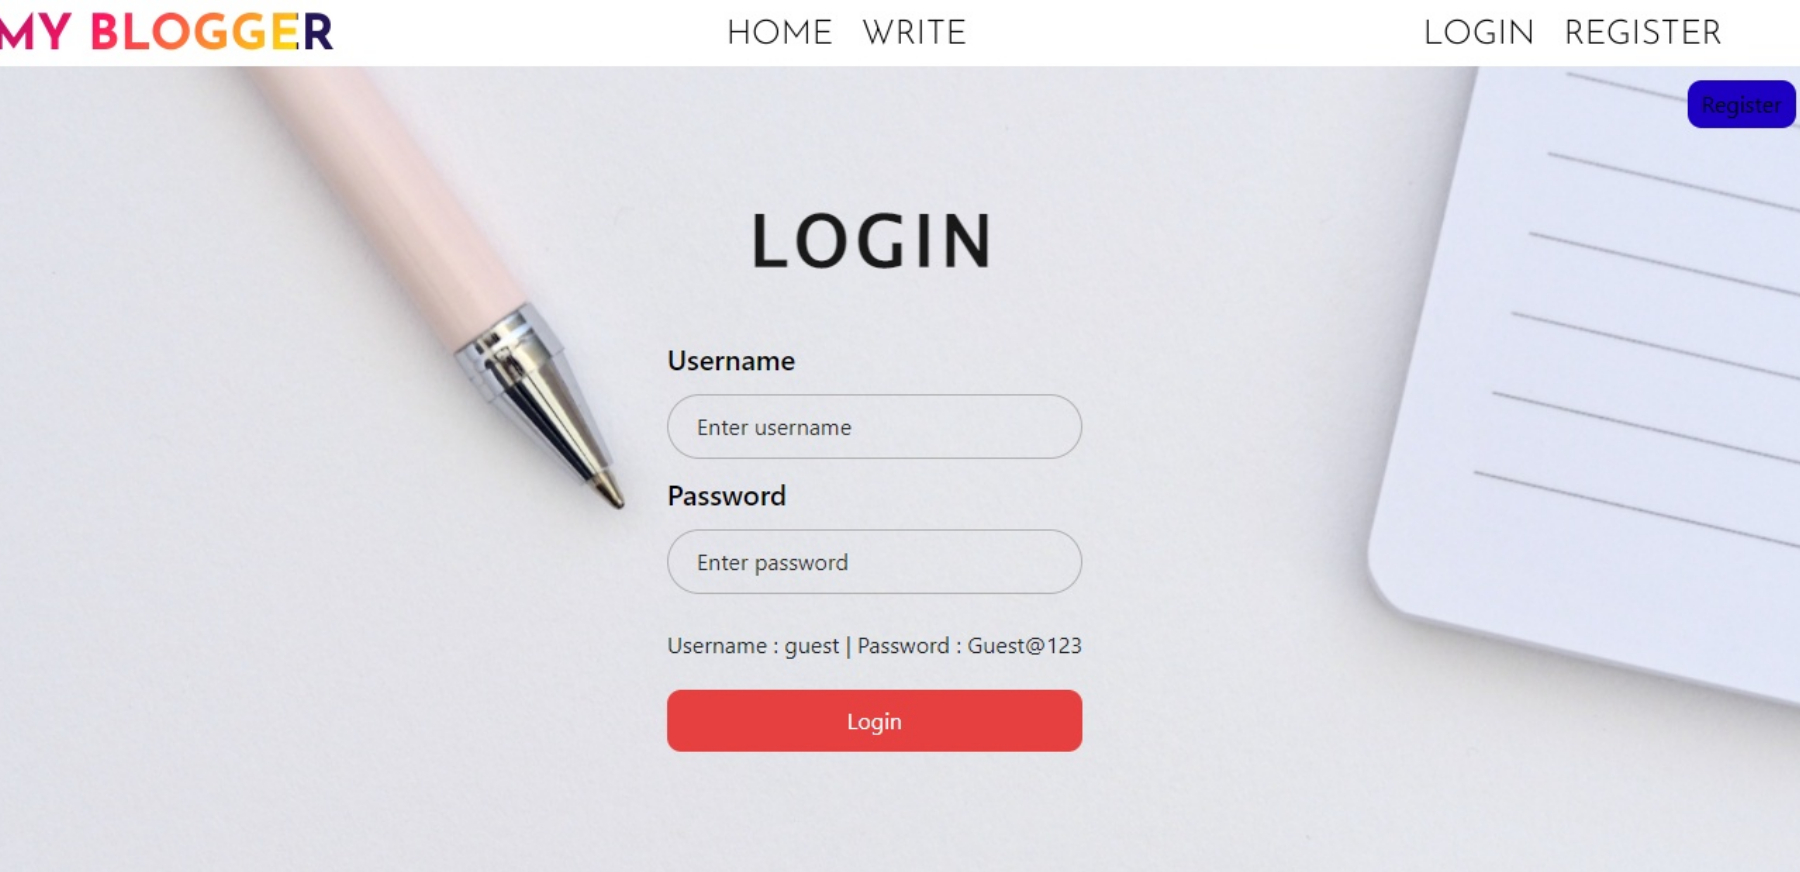 MY BLOGGER HOME WRITE LOGIN REGISTER
Register
LOGIN
Username
Enter username
Password
Enter password
Username : guest | Password : Guest@123
Login